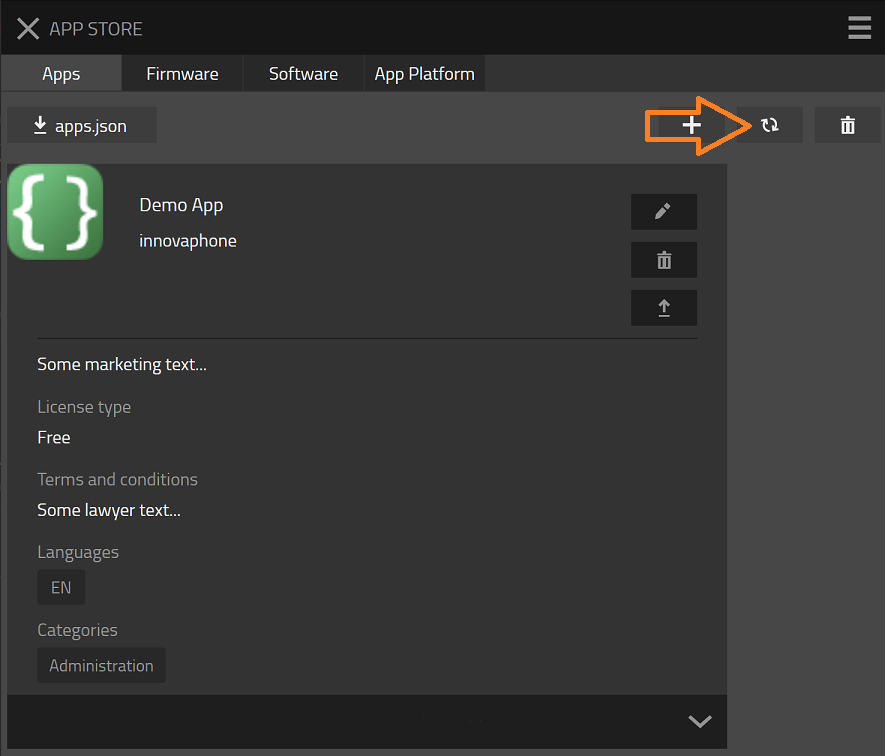 APP STORE
Apps Firmware Software App Platform
apps.json
Demo App
innovaphone
Some marketing text...
License type
Free
Terms and conditions
Some lawyer text...
Languages
EN
Categories
Administration